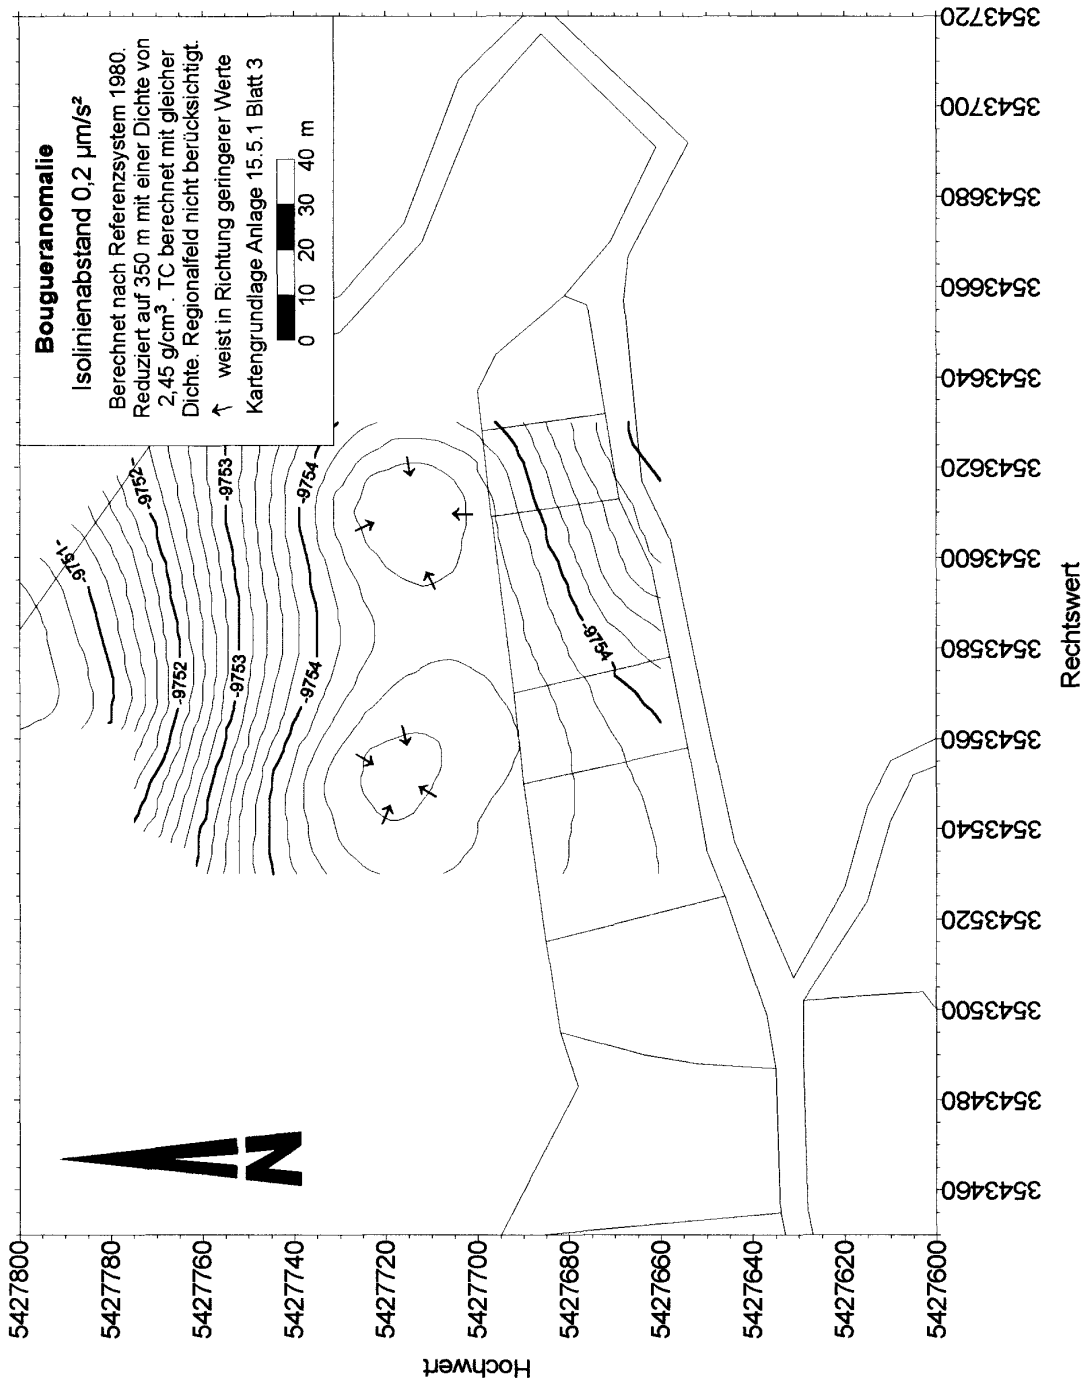 Bougueranomalie
Isolinienabstand 0,2 µm/s²
Berechnet nach Referenzsystem 1980.
Reduziert auf 350 m mit einer Dichte von
2,45 g/cm³ . TC berechnet mit gleicher
Dichte. Regionalfeld nicht berücksichtigt.
↑ weist in Richtung geringerer Werte
Kartengrundlage Anlage 15.5.1 Blatt 3
0 10 20 30 40 m
-9751-
-9752-
-9752
-9753-
-9753
-9754
-9754
-9754
N
Hochwert
5427800
5427780
5427760
5427740
5427720
5427700
5427680
5427660
5427640
5427620
5427600
Rechtswert
3543460
3543480
3543500
3543520
3543540
3543560
3543580
3543600
3543620
3543640
3543660
3543680
3543700
3543720